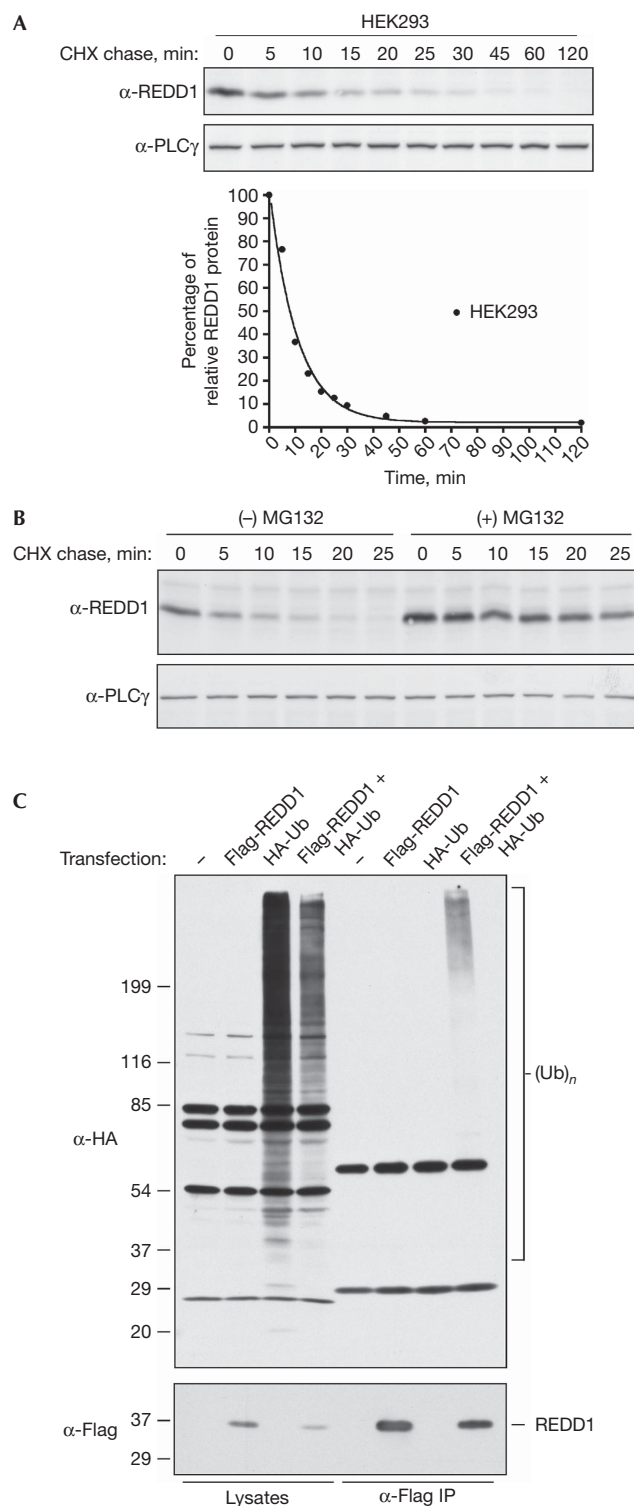 A
HEK293
CHX chase, min: 0 5 10 15 20 25 30 45 60 120
α-REDD1
α-PLCγ
Percentage of
relative REDD1 protein
100
90
80
70
60
50
40
30
20
10
0
HEK293
0 10 20 30 40 50 60 70 80 90 100 110 120
Time, min
B
(–) MG132 (+) MG132
CHX chase, min: 0 5 10 15 20 25 0 5 10 15 20 25
α-REDD1
α-PLCγ
C
Transfection: – Flag-REDD1 HA-Ub Flag-REDD1 + HA-Ub – Flag-REDD1 HA-Ub Flag-REDD1 + HA-Ub
199
116
85
α-HA
54
37
29
20
(Ub)n
α-Flag
37
29
REDD1
Lysates α-Flag IP